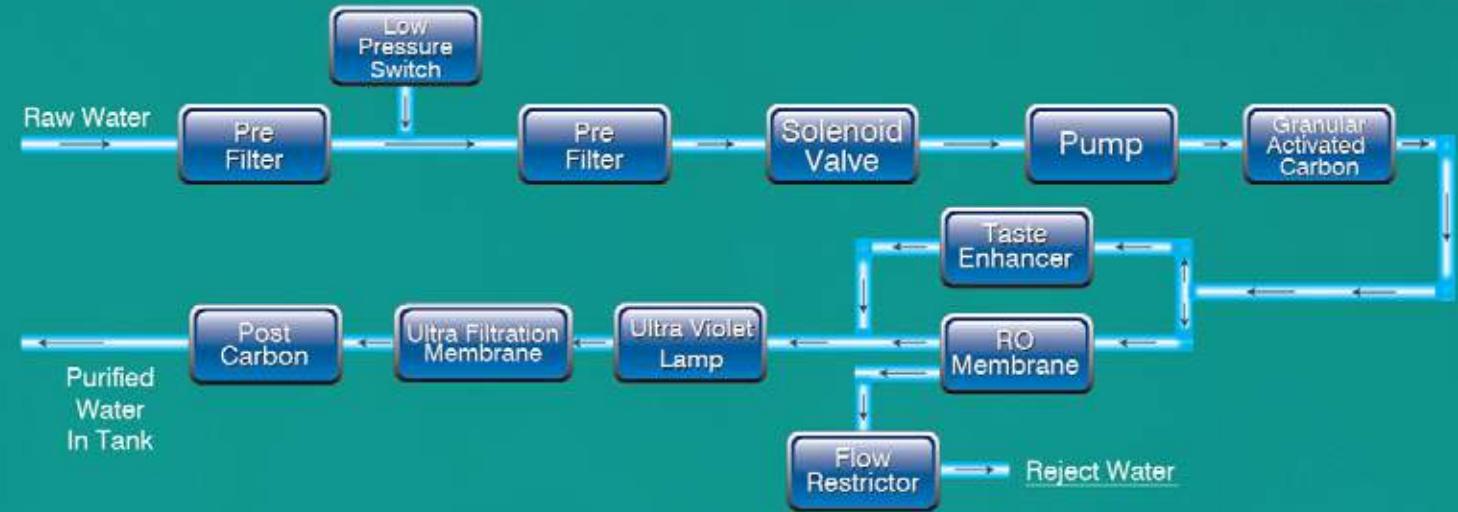 Low
Pressure
Switch
Raw Water
Pre
Filter
Pre
Filter
Solenoid
Valve
Pump
Granular
Activated
Carbon
Taste
Enhancer
RO
Membrane
Ultra Violet
Lamp
Ultra Filtration
Membrane
Post
Carbon
Purified
Water
In Tank
Flow
Restrictor
Reject Water